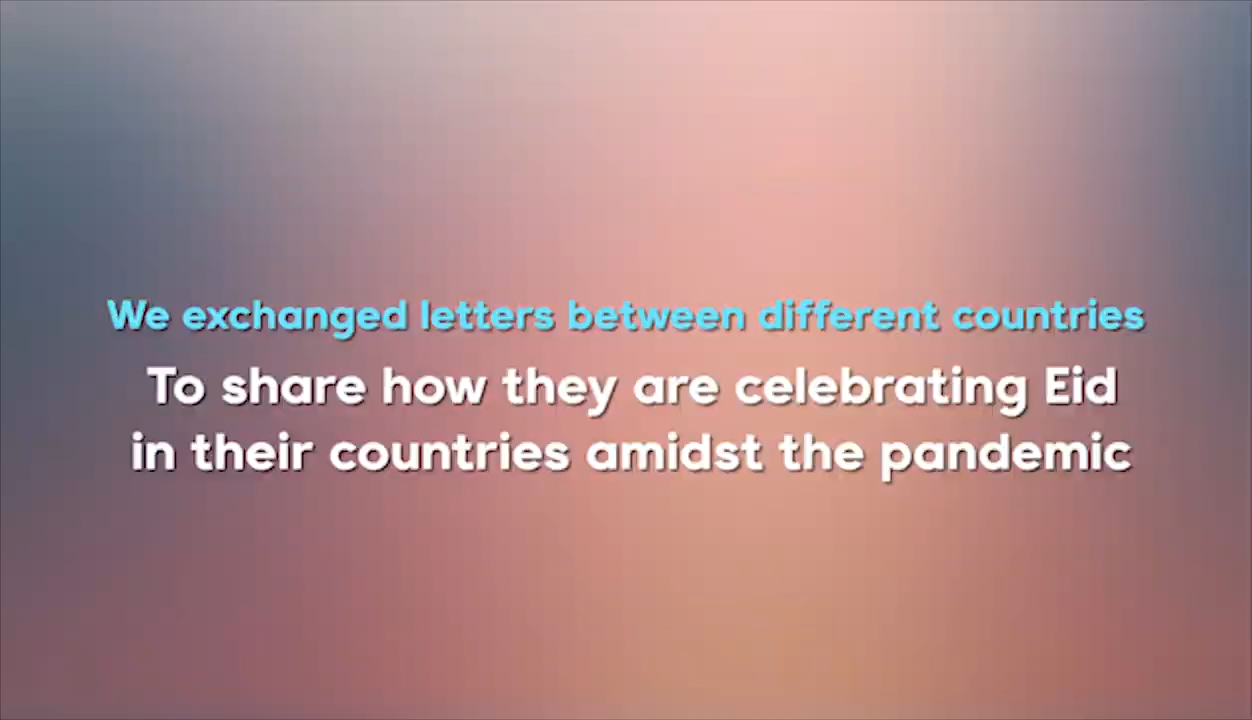 We exchanged letters between different countries
To share how they are celebrating Eid
in their countries amidst the pandemic